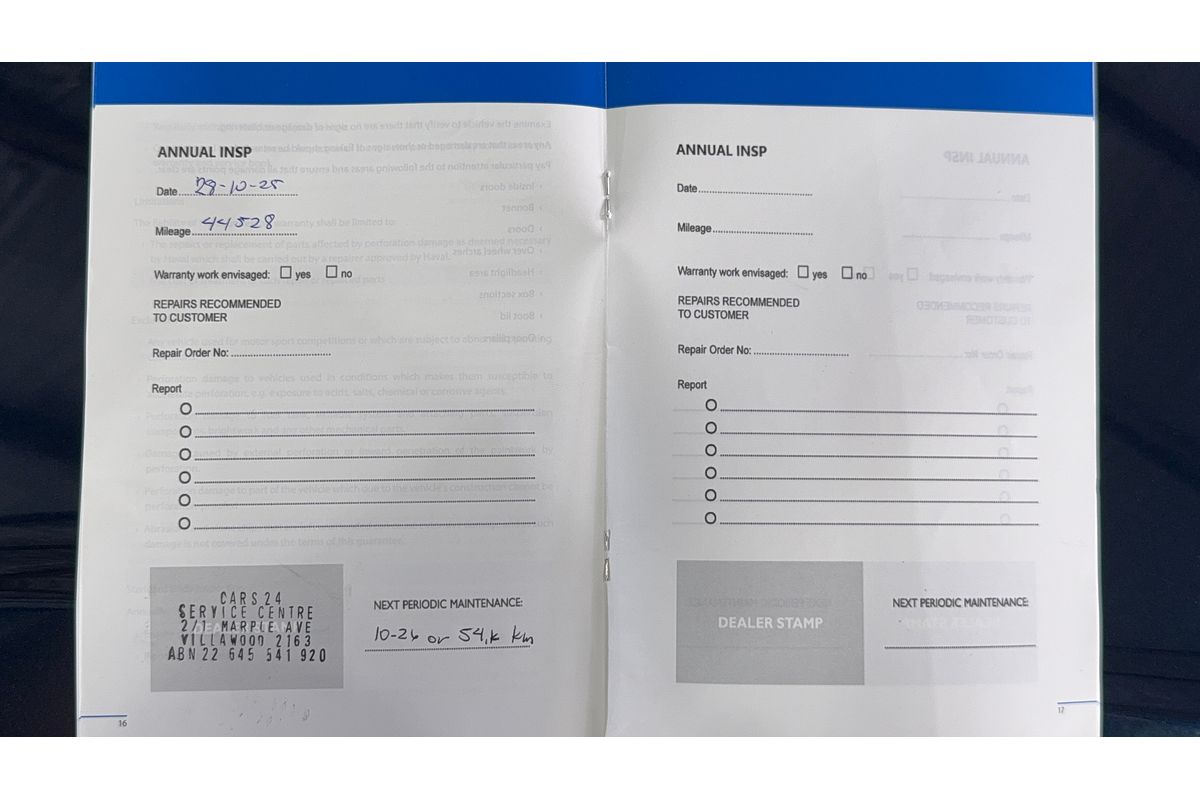 ANNUAL INSP
Date 29-10-25
Mileage 44528
Warranty work envisaged: yes no
REPAIRS RECOMMENDED
TO CUSTOMER
Repair Order No:
Report
CARS24
SERVICE CENTRE
2/1 MARPLE AVE
VILLAWOOD 2163
ABN 22 645 541 920
NEXT PERIODIC MAINTENANCE:
10-26 or 54,k km
16
ANNUAL INSP
Date
Mileage
Warranty work envisaged: yes no
REPAIRS RECOMMENDED
TO CUSTOMER
Repair Order No:
Report
DEALER STAMP
NEXT PERIODIC MAINTENANCE:
17